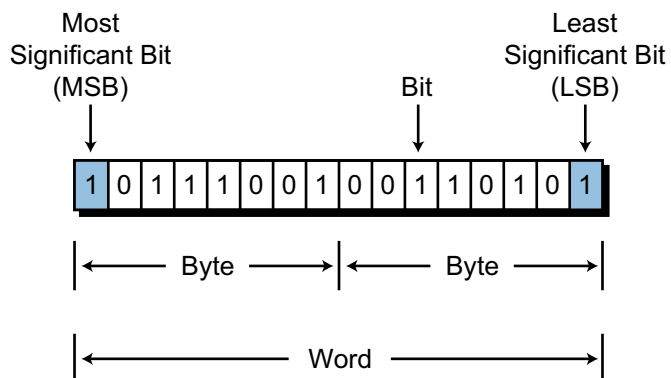 Most
Significant Bit
(MSB)
Bit
Least
Significant Bit
(LSB)
1 0 1 1 1 0 0 1 0 0 1 1 0 1 0 1
Byte Byte
Word